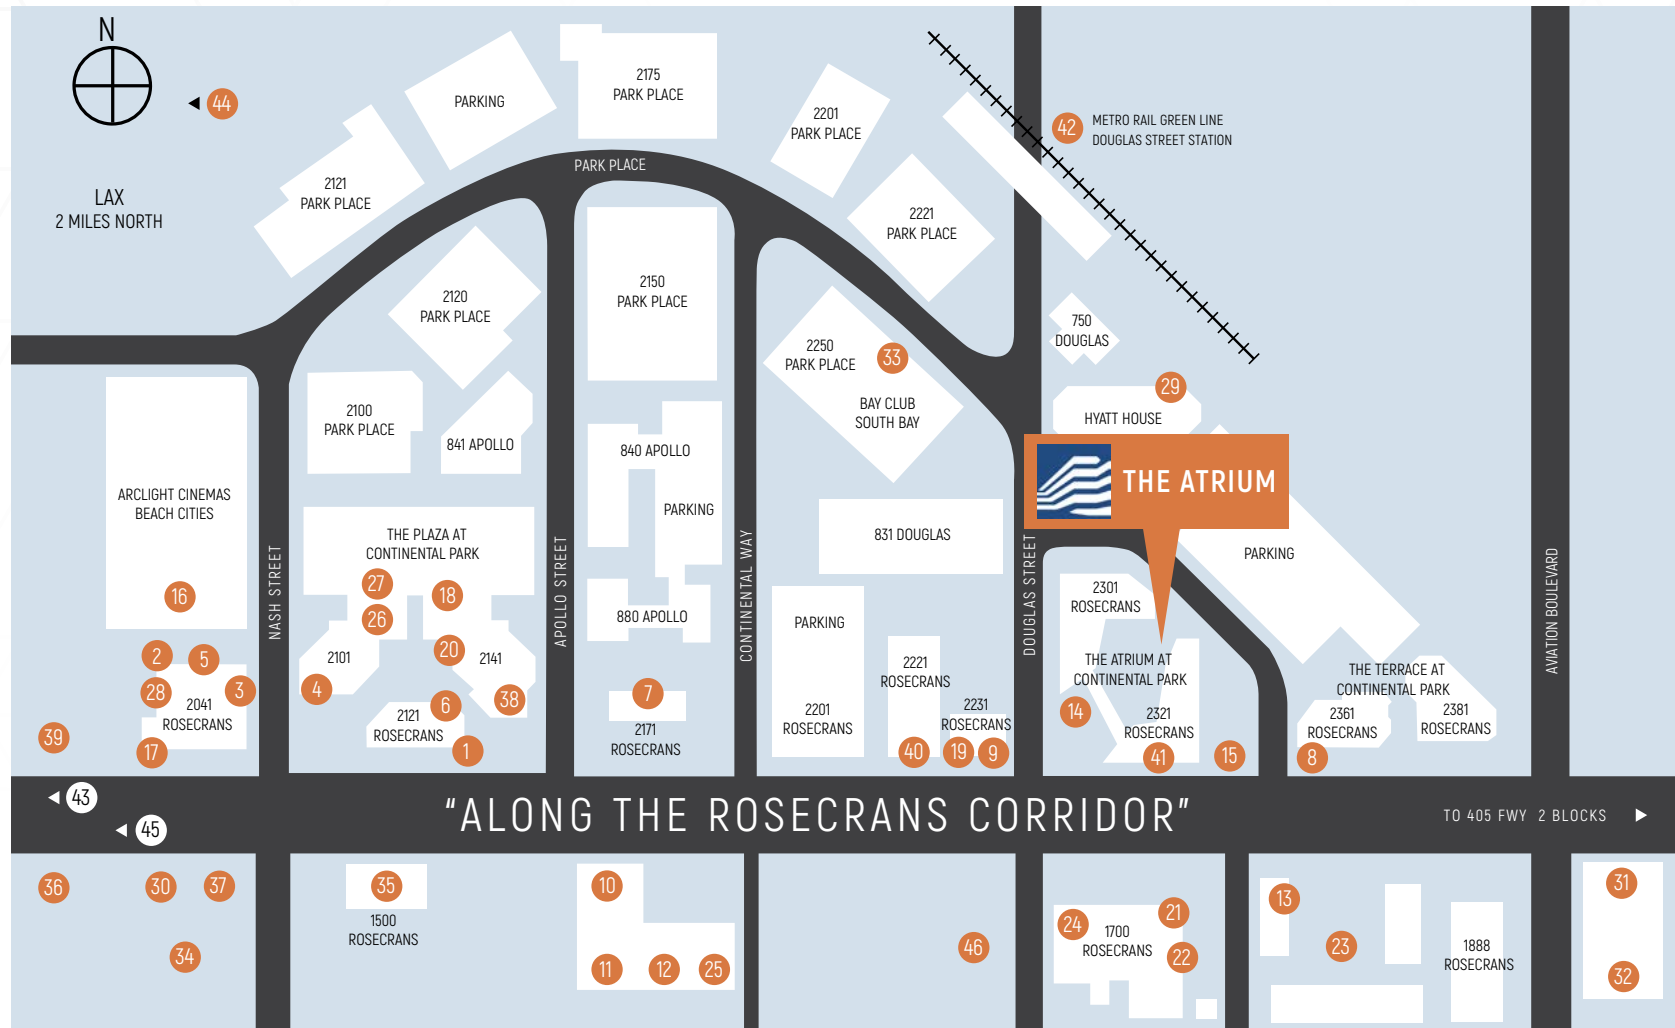 N
44
LAX
2 MILES NORTH
PARKING
2175
PARK PLACE
2201
PARK PLACE
42
METRO RAIL GREEN LINE
DOUGLAS STREET STATION
PARK PLACE
2121
PARK PLACE
2221
PARK PLACE
2120
PARK PLACE
2150
PARK PLACE
750
DOUGLAS
2250
PARK PLACE
33
BAY CLUB
SOUTH BAY
29
HYATT HOUSE
2100
PARK PLACE
841 APOLLO
840 APOLLO
PARKING
THE ATRIUM
ARCLIGHT CINEMAS
BEACH CITIES
16
NASH STREET
THE PLAZA AT
CONTINENTAL PARK
27
18
26
APOLLO STREET
880 APOLLO
CONTINENTAL WAY
831 DOUGLAS
DOUGLAS STREET
PARKING
AVIATION BOULEVARD
2301
ROSECRANS
PARKING
2
5
28
3
2041
ROSECRANS
17
39
2101
4
20
2141
6
38
2121
ROSECRANS
1
7
2171
ROSECRANS
2201
ROSECRANS
2221
ROSECRANS
2231
ROSECRANS
40
19
9
THE ATRIUM AT
CONTINENTAL PARK
14
2321
ROSECRANS
41
15
THE TERRACE AT
CONTINENTAL PARK
2361
ROSECRANS
2381
ROSECRANS
8
43
45
“ALONG THE ROSECRANS CORRIDOR”
TO 405 FWY 2 BLOCKS
36
30
37
34
35
1500
ROSECRANS
10
11
12
25
46
24
21
1700
ROSECRANS
22
13
23
1888
ROSECRANS
31
32